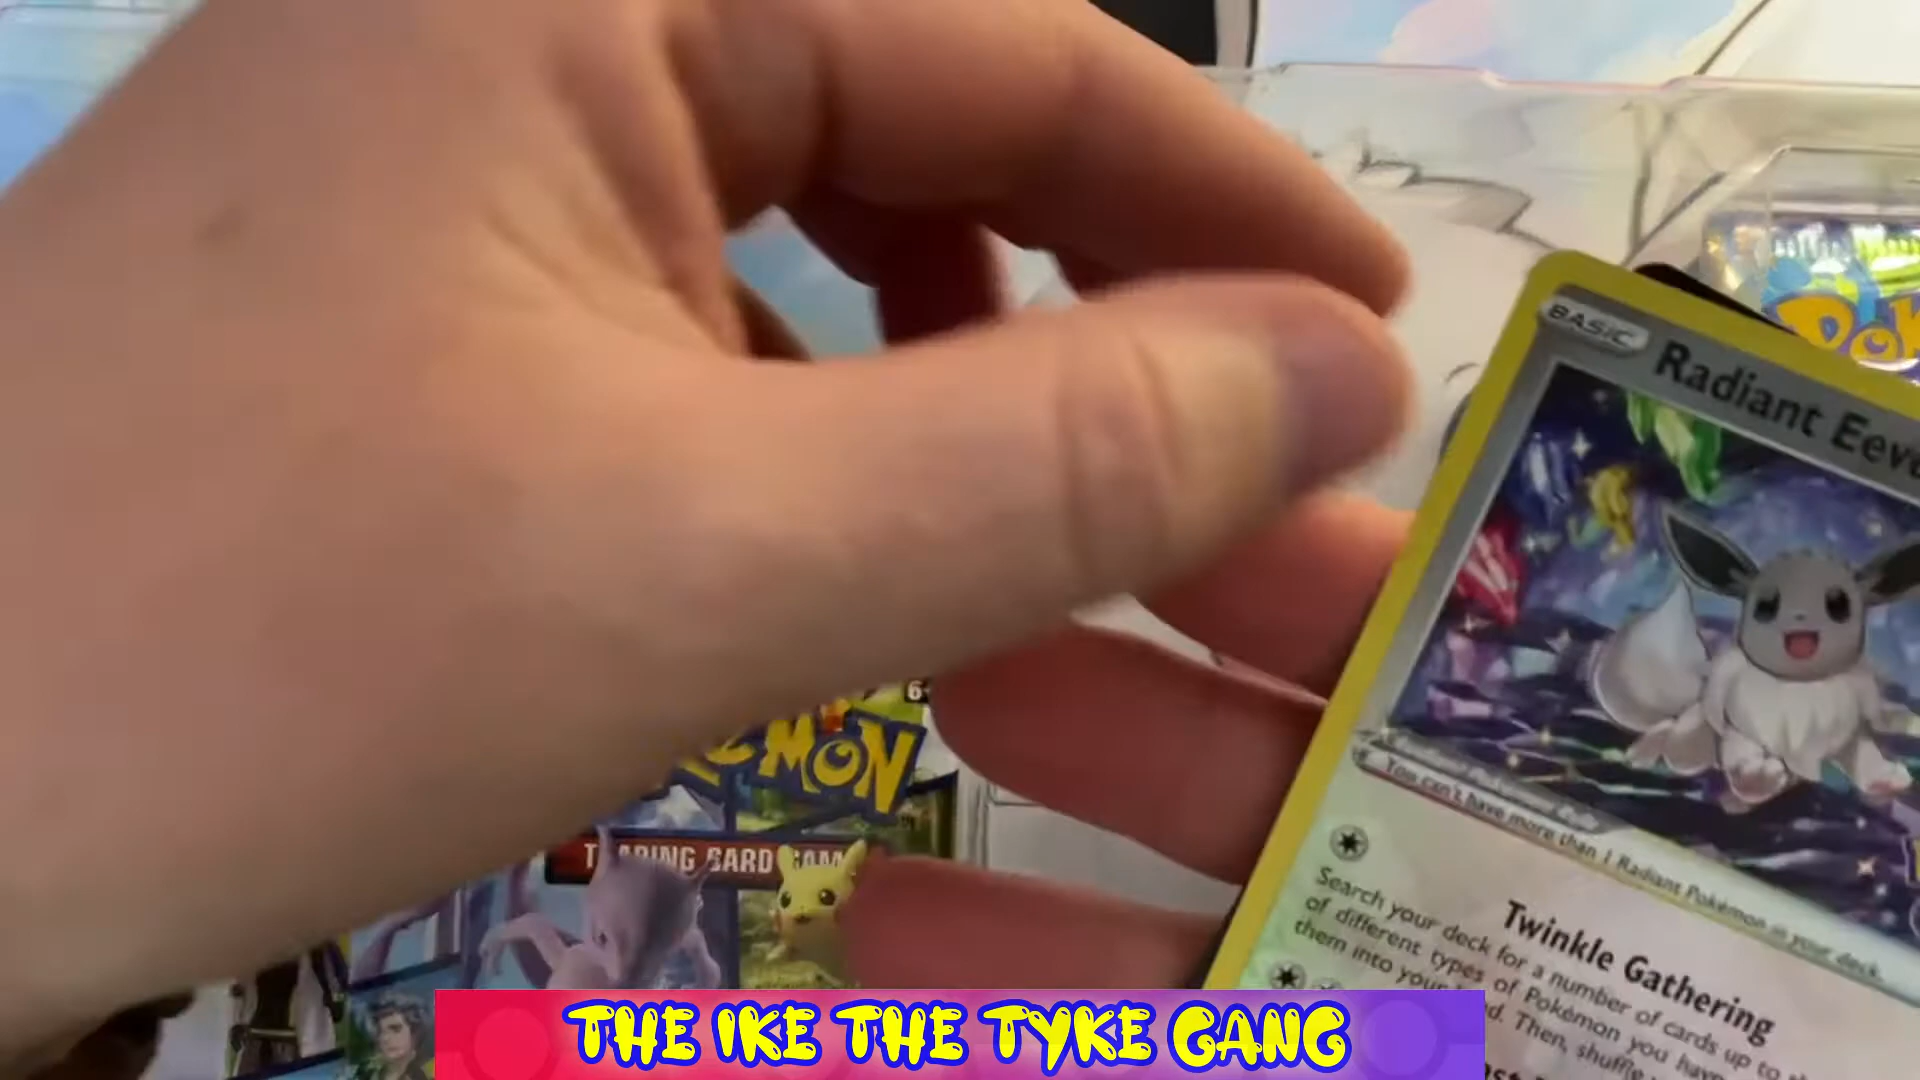 BASIC
Radiant Eeve
You can't have more than 1 Radiant Pokémon in your deck.
Twinkle Gathering
Search your deck for a number of cards up to
of different types of Pokémon you have
them into your Then, shuffle
POK
POKEMON
TRADING CARD GAME
THE IKE THE TYKE GANG